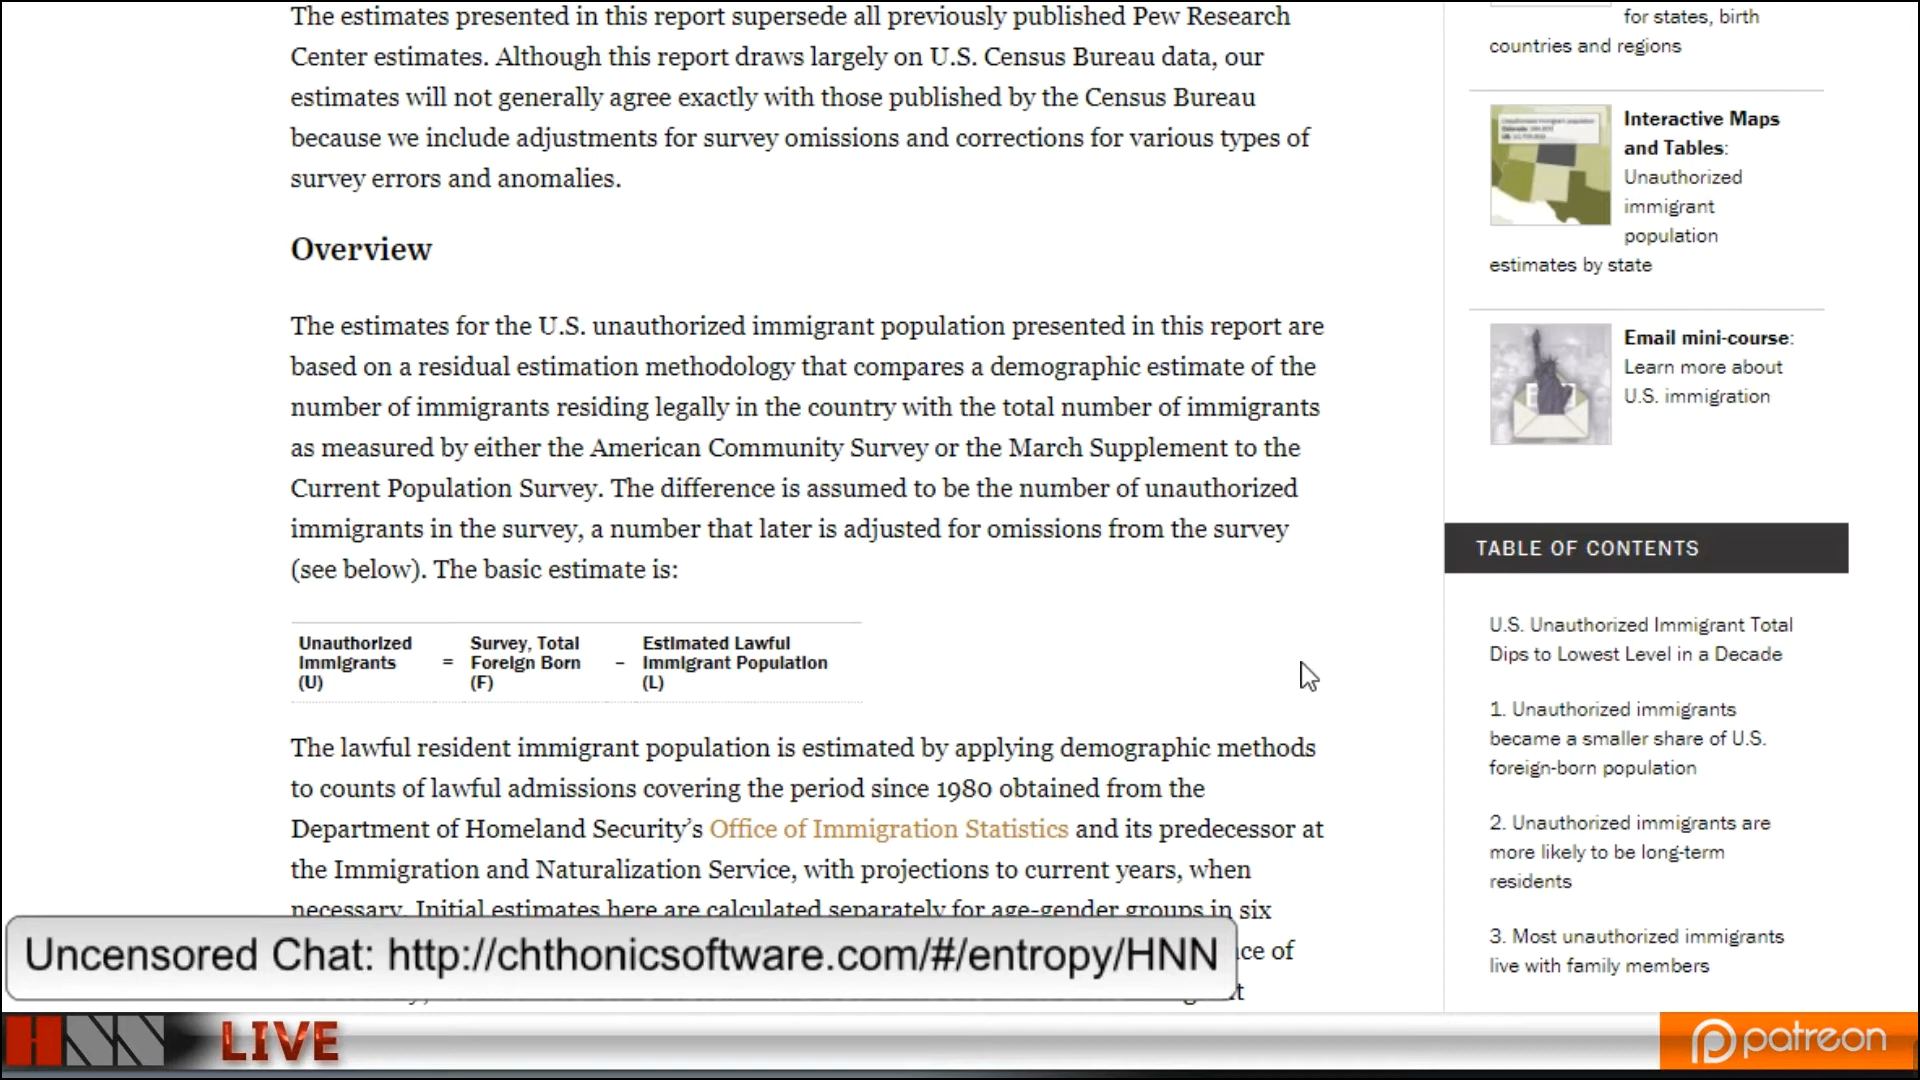 The estimates presented in this report supersede all previously published Pew Research
Center estimates. Although this report draws largely on U.S. Census Bureau data, our
estimates will not generally agree exactly with those published by the Census Bureau
because we include adjustments for survey omissions and corrections for various types of
survey errors and anomalies.
Overview
The estimates for the U.S. unauthorized immigrant population presented in this report are
based on a residual estimation methodology that compares a demographic estimate of the
number of immigrants residing legally in the country with the total number of immigrants
as measured by either the American Community Survey or the March Supplement to the
Current Population Survey. The difference is assumed to be the number of unauthorized
immigrants in the survey, a number that later is adjusted for omissions from the survey
(see below). The basic estimate is:
Unauthorized Immigrants (U) = Survey, Total Foreign Born (F) – Estimated Lawful Immigrant Population (L)
The lawful resident immigrant population is estimated by applying demographic methods
to counts of lawful admissions covering the period since 1980 obtained from the
Department of Homeland Security’s Office of Immigration Statistics and its predecessor at
the Immigration and Naturalization Service, with projections to current years, when
necessary. Initial estimates here are calculated separately for age-gender groups in six
of
for states, birth
countries and regions
Interactive Maps
and Tables:
Unauthorized
immigrant
population
estimates by state
Email mini-course:
Learn more about
U.S. immigration
TABLE OF CONTENTS
U.S. Unauthorized Immigrant Total
Dips to Lowest Level in a Decade
1. Unauthorized immigrants
became a smaller share of U.S.
foreign-born population
2. Unauthorized immigrants are
more likely to be long-term
residents
3. Most unauthorized immigrants
live with family members
Uncensored Chat: http://chthonicsoftware.com/#/entropy/HNN
HNN LIVE
patreon